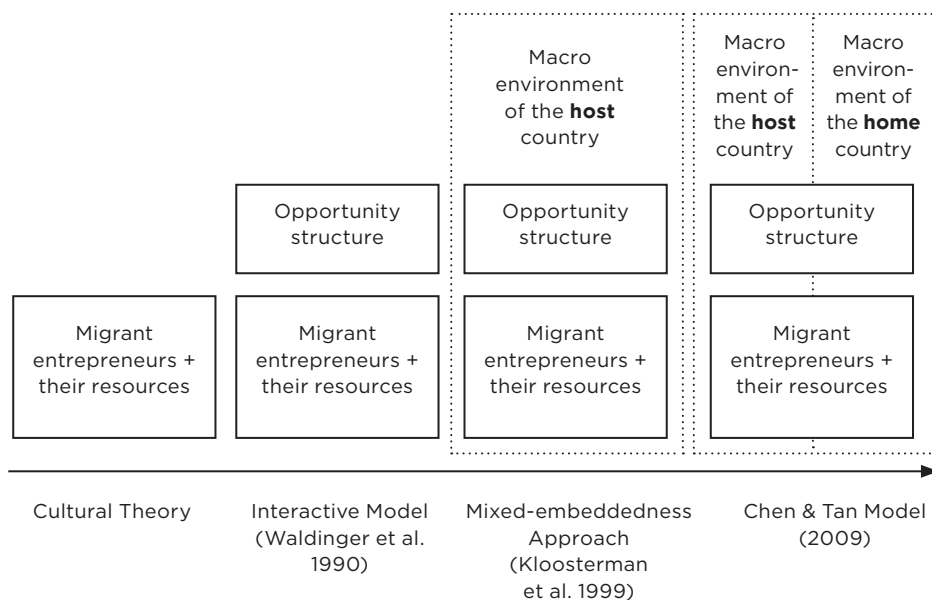 Macro
environment
of the host
country
Macro
environ-
ment of
the host
country
Macro
environ-
ment of
the home
country
Opportunity
structure
Opportunity
structure
Opportunity
structure
Migrant
entrepreneurs +
their resources
Migrant
entrepreneurs +
their resources
Migrant
entrepreneurs +
their resources
Migrant
entrepreneurs +
their resources
Cultural Theory
Interactive Model
(Waldinger et al.
1990)
Mixed-embeddedness
Approach
(Kloosterman
et al. 1999)
Chen & Tan Model
(2009)